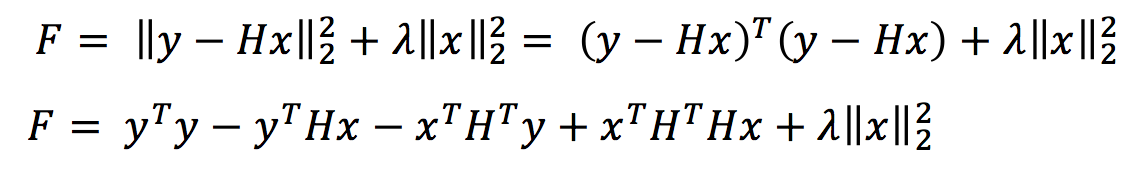 F = ‖y − Hx‖₂² + λ‖x‖₂² = (y − Hx)ᵀ(y − Hx) + λ‖x‖₂²
F = yᵀy − yᵀHx − xᵀHᵀy + xᵀHᵀHx + λ‖x‖₂²